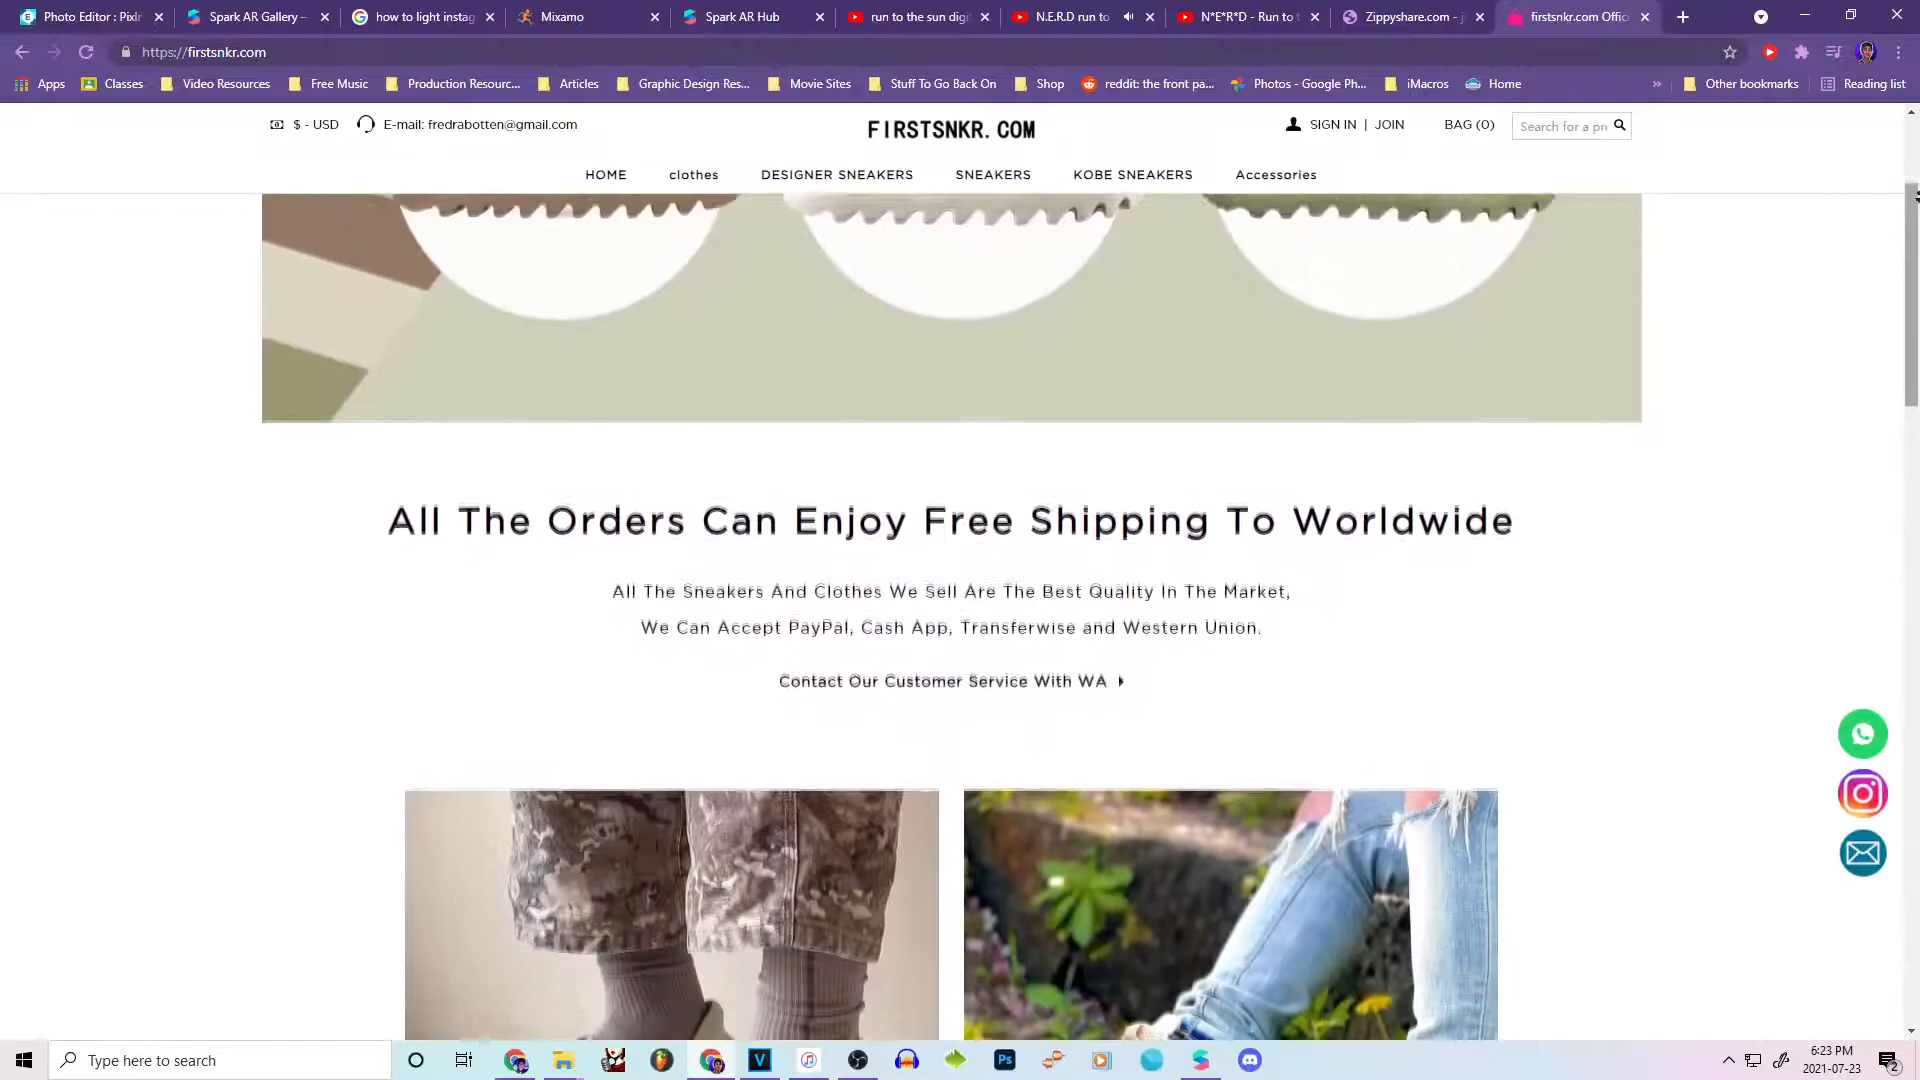 Photo Editor : Pixlr
Spark AR Gallery –
how to light instag
Mixamo
Spark AR Hub
run to the sun digi
N.E.R.D run to
N*E*R*D - Run to t
Zippyshare.com -
firstsnkr.com Offic
https://firstsnkr.com
Apps
Classes
Video Resources
Free Music
Production Resourc...
Articles
Graphic Design Res...
Movie Sites
Stuff To Go Back On
Shop
reddit: the front pa...
Photos - Google Ph...
iMacros
Home
»
Other bookmarks
Reading list
$ - USD
E-mail: fredrabotten@gmail.com
FIRSTSNKR.COM
SIGN IN | JOIN
BAG (0)
Search for a pr
HOME
clothes
DESIGNER SNEAKERS
SNEAKERS
KOBE SNEAKERS
Accessories
All The Orders Can Enjoy Free Shipping To Worldwide
All The Sneakers And Clothes We Sell Are The Best Quality In The Market,
We Can Accept PayPal, Cash App, Transferwise and Western Union.
Contact Our Customer Service With WA
Type here to search
V
Ps
6:23 PM
2021-07-23
2